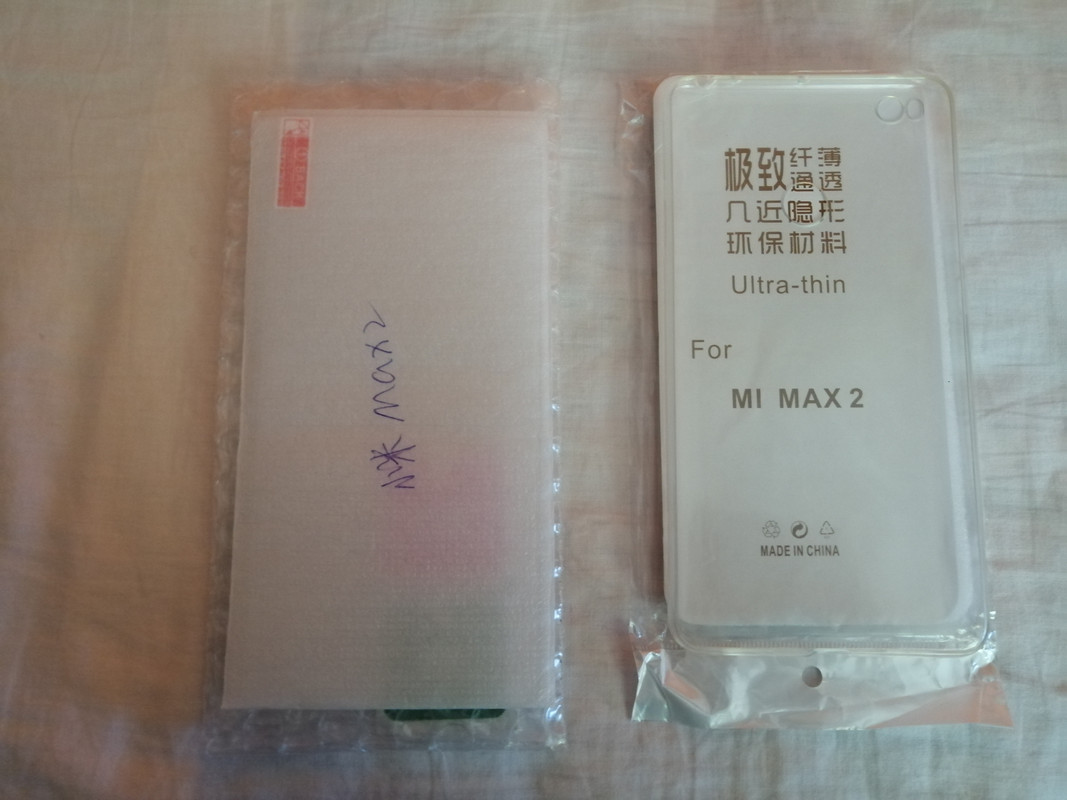 小米 Max2
极致纤薄通透
几近隐形
环保材料
Ultra-thin
For
MI MAX 2
MADE IN CHINA